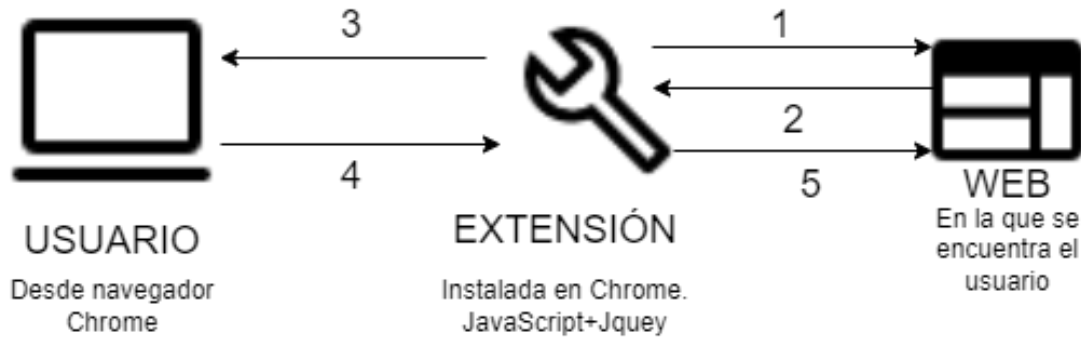 3
1
2
4
5
USUARIO
Desde navegador
Chrome
EXTENSIÓN
Instalada en Chrome.
JavaScript+Jquey
WEB
En la que se
encuentra el
usuario